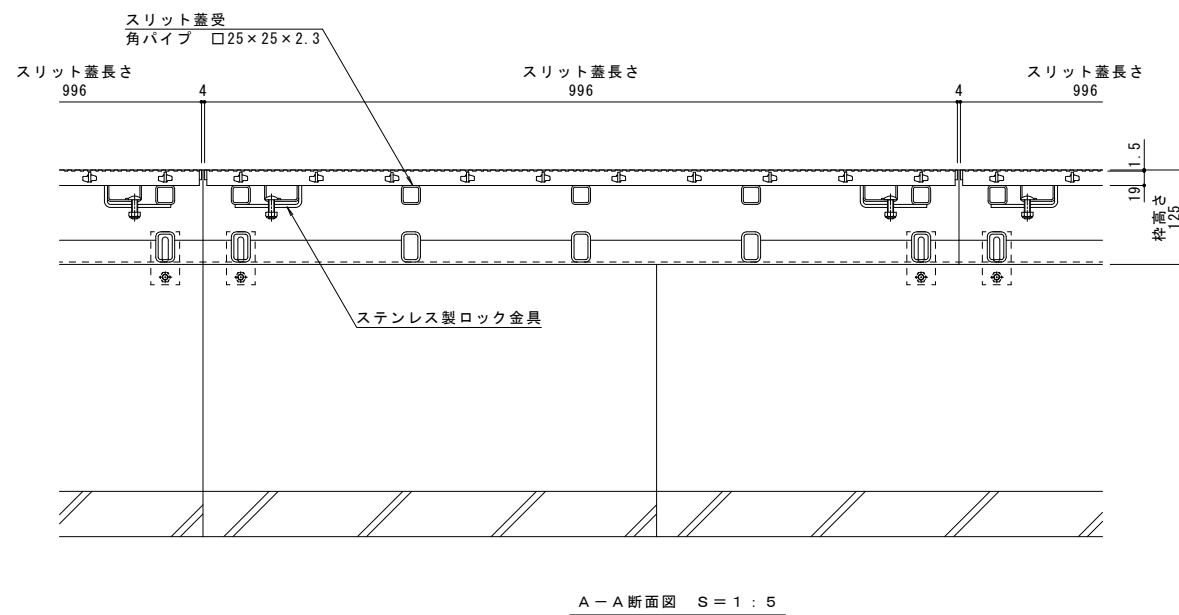 スリット蓋受
角パイプ □25×25×2.3
スリット蓋長さ
996
4
スリット蓋長さ
996
4
スリット蓋長さ
996
1.5
19
枠高さ
125
ステンレス製ロック金具
A-A断面図 S=1:5